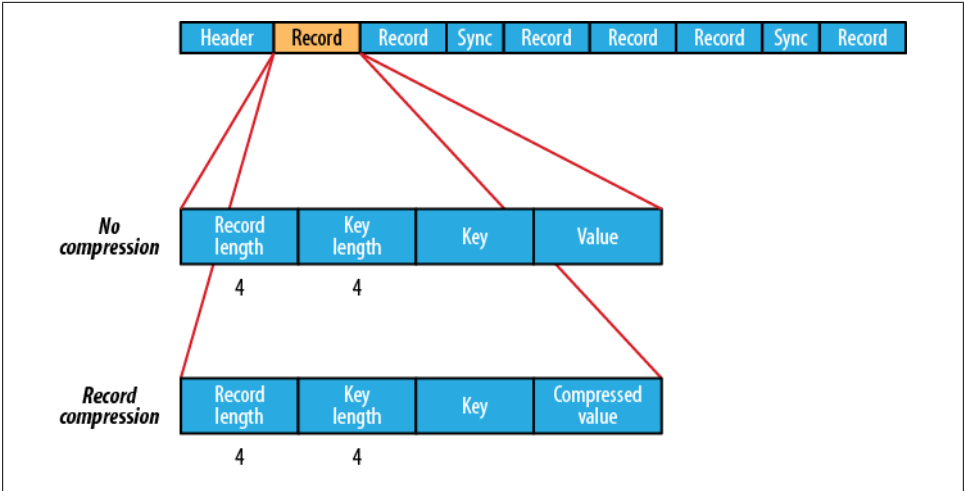 Header Record Record Sync Record Record Record Sync Record
No
compression
Record
length
Key
length
Key
Value
4 4
Record
compression
Record
length
Key
length
Key
Compressed
value
4 4